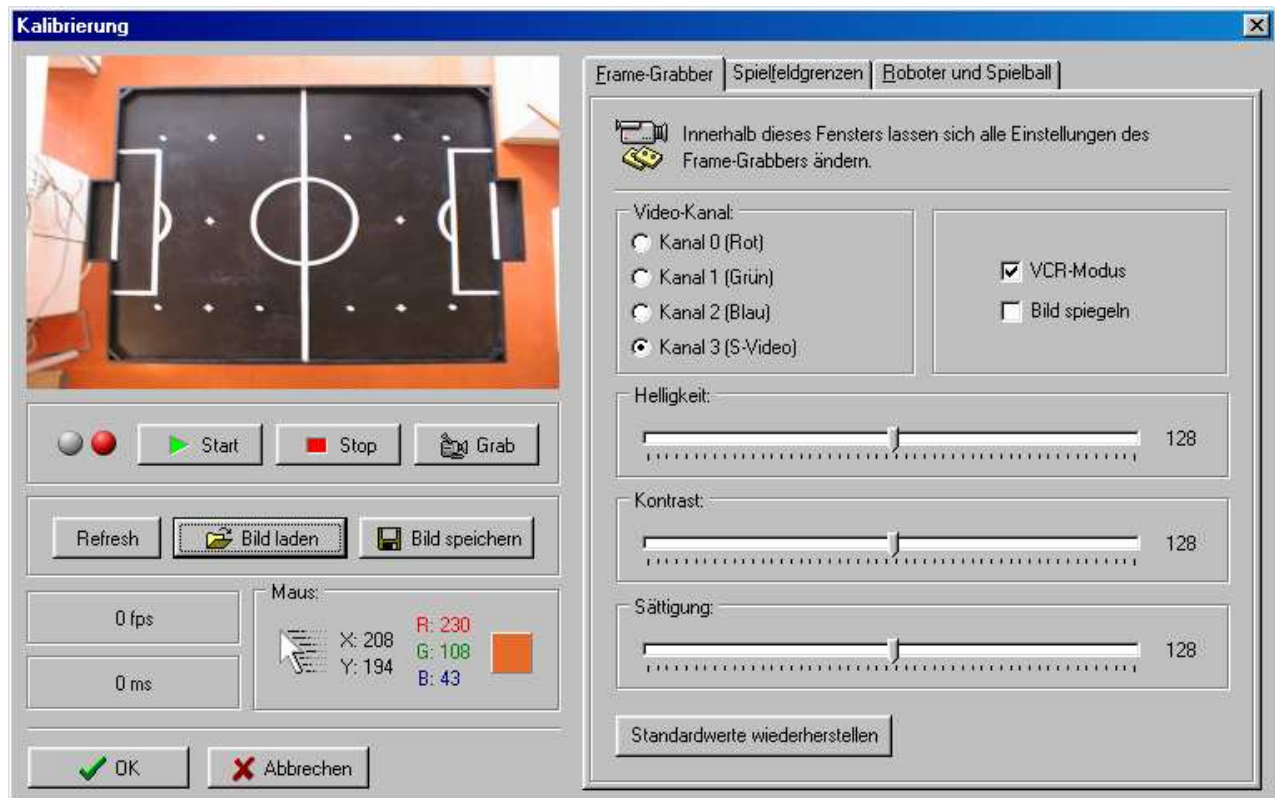 Kalibrierung
Frame-Grabber
Spielfeldgrenzen
Roboter und Spielball
Innerhalb dieses Fensters lassen sich alle Einstellungen des
Frame-Grabbers ändern.
Video-Kanal:
Kanal 0 (Rot)
Kanal 1 (Grün)
Kanal 2 (Blau)
Kanal 3 (S-Video)
VCR-Modus
Bild spiegeln
Helligkeit:
128
Kontrast:
128
Sättigung:
128
Standardwerte wiederherstellen
Start
Stop
Grab
Refresh
Bild laden
Bild speichern
0 fps
0 ms
Maus:
X: 208
Y: 194
R: 230
G: 108
B: 43
OK
Abbrechen